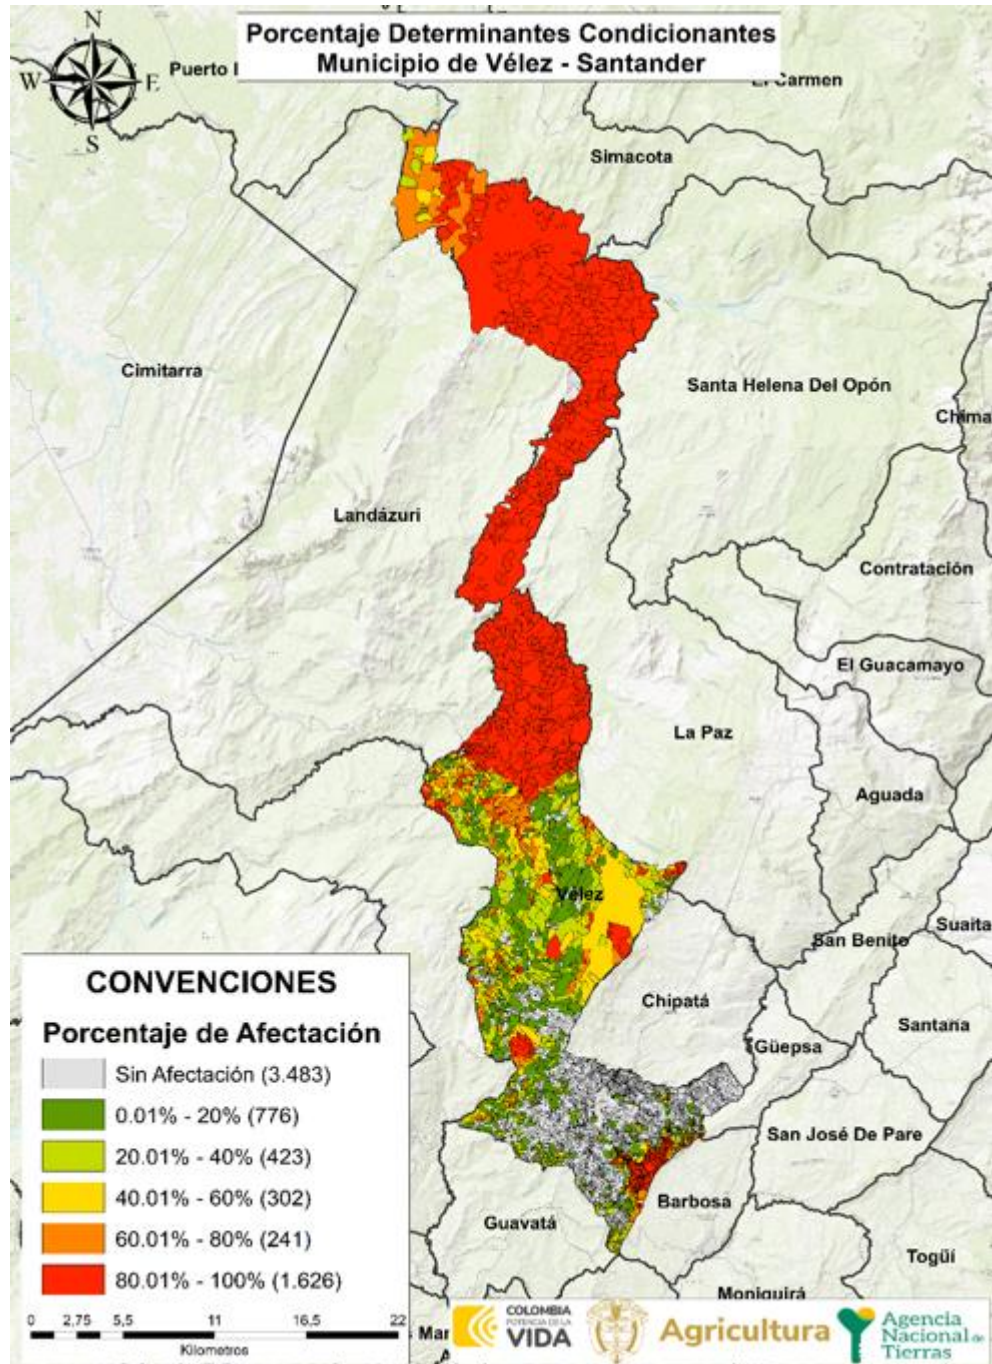 Porcentaje Determinantes Condicionantes
Municipio de Vélez - Santander
N
W
E
S
Puerto
El Carmen
Simacota
Cimitarra
Santa Helena Del Opón
Chima
Landázuri
Contratación
El Guacamayo
La Paz
Aguada
Vélez
San Benito
Suaita
Chipatá
Santana
Güepsa
San José De Pare
Barbosa
Guavatá
Togüí
Moniquirá
CONVENCIONES
Porcentaje de Afectación
Sin Afectación (3.483)
0.01% - 20% (776)
20.01% - 40% (423)
40.01% - 60% (302)
60.01% - 80% (241)
80.01% - 100% (1.626)
0 2,75 5,5 11 16,5 22
Kilometros
COLOMBIA
POTENCIA DE LA
VIDA
Agricultura
Agencia
Nacional de
Tierras